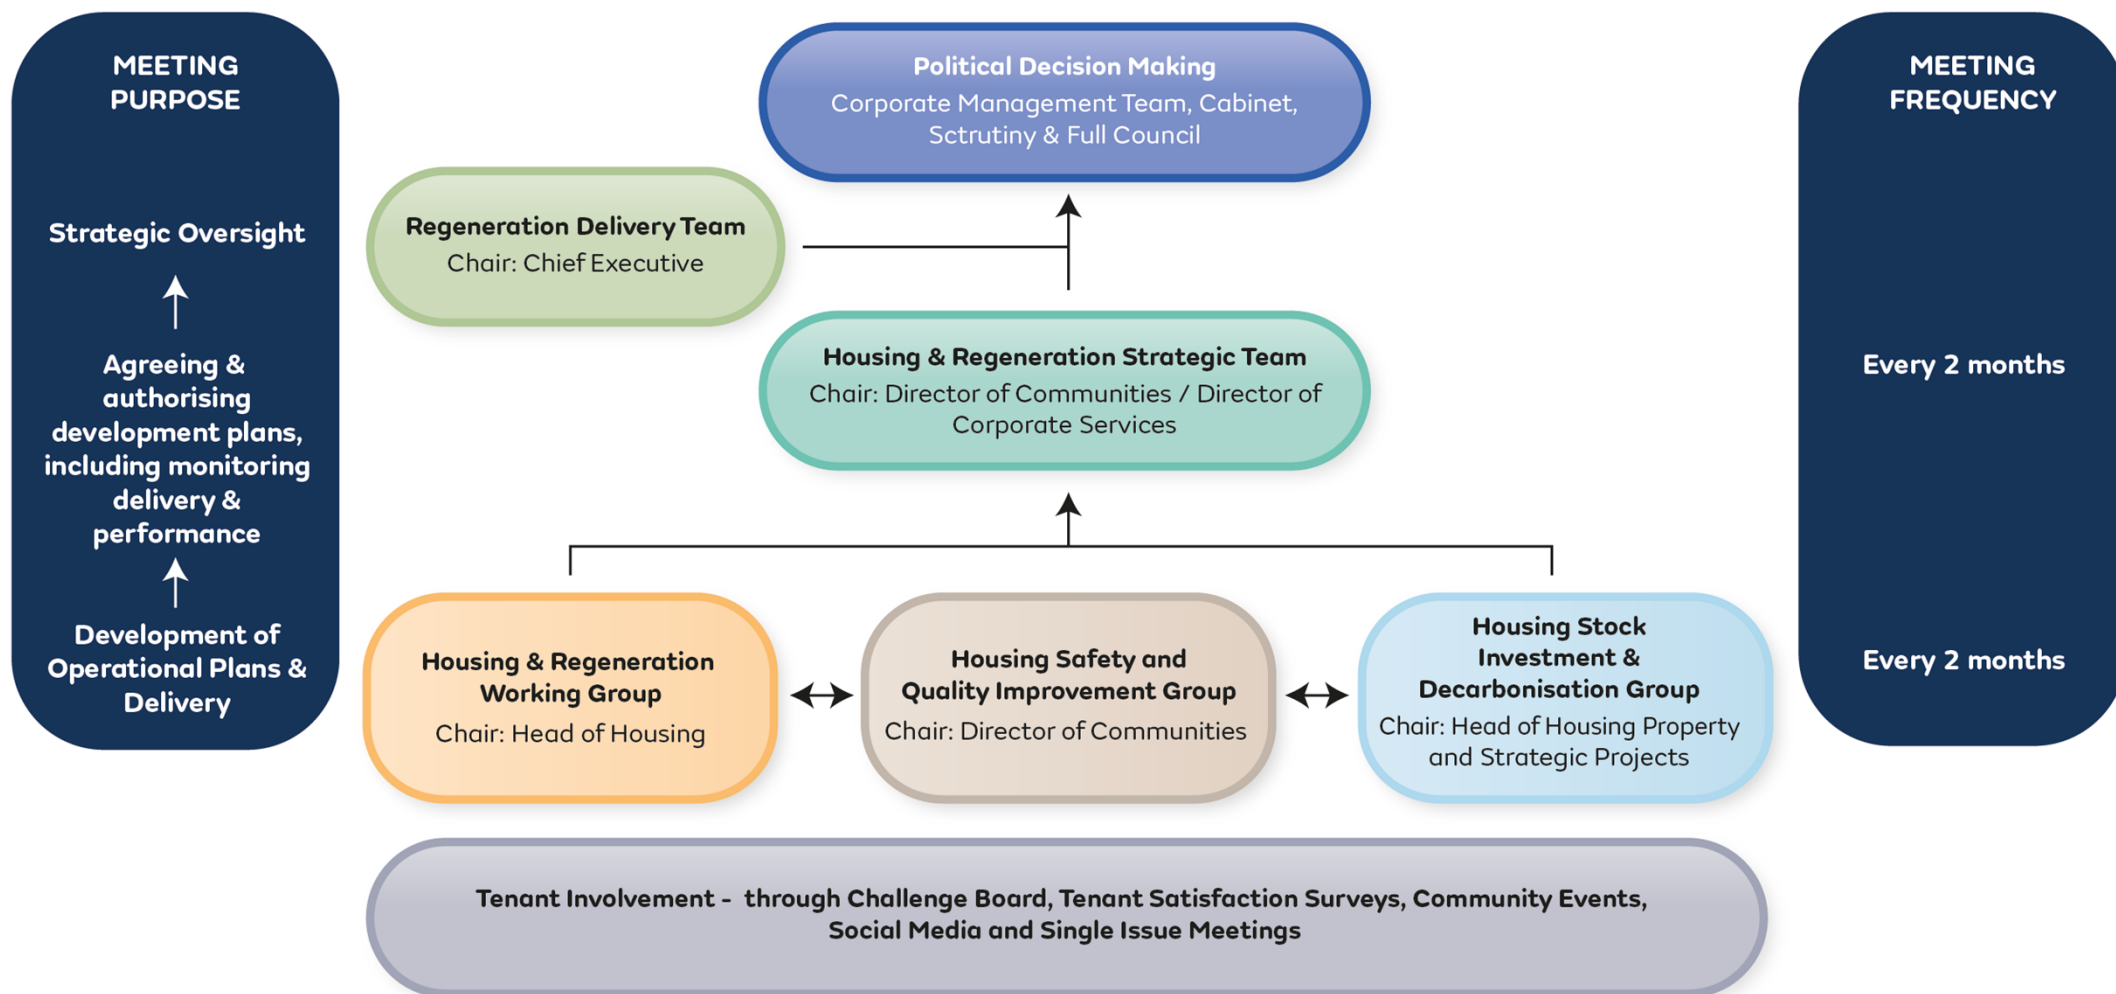 MEETING
PURPOSE
Strategic Oversight
Agreeing &
authorising
development plans,
including monitoring
delivery &
performance
Development of
Operational Plans &
Delivery
Political Decision Making
Corporate Management Team, Cabinet,
Sctrutiny & Full Council
Regeneration Delivery Team
Chair: Chief Executive
Housing & Regeneration Strategic Team
Chair: Director of Communities / Director of
Corporate Services
Housing & Regeneration
Working Group
Chair: Head of Housing
Housing Safety and
Quality Improvement Group
Chair: Director of Communities
Housing Stock
Investment &
Decarbonisation Group
Chair: Head of Housing Property
and Strategic Projects
Tenant Involvement - through Challenge Board, Tenant Satisfaction Surveys, Community Events,
Social Media and Single Issue Meetings
MEETING
FREQUENCY
Every 2 months
Every 2 months